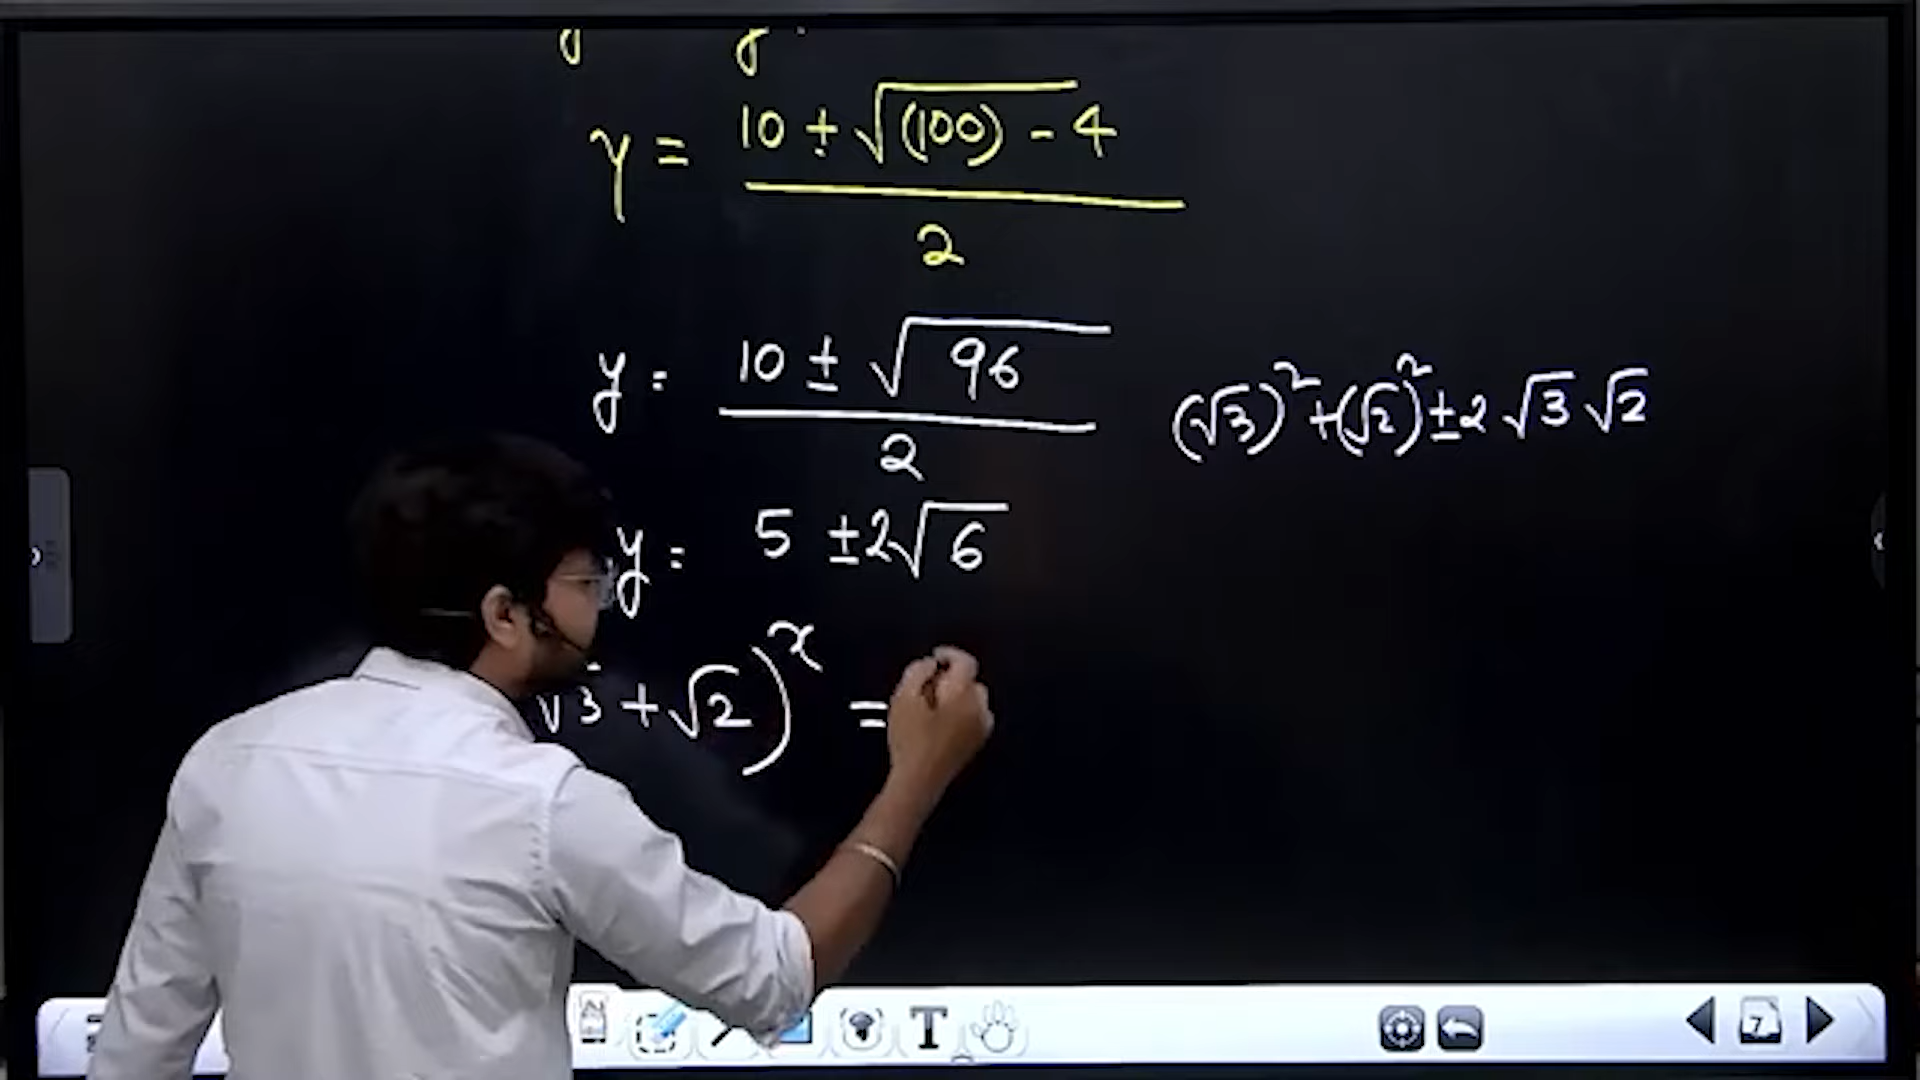 y = 10 ± √(100) - 4
2
y = 10 ± √96
2
(√3)² + (√2)² ± 2 √3 √2
y = 5 ± 2√6
√3 + √2)ˣ =
T
7